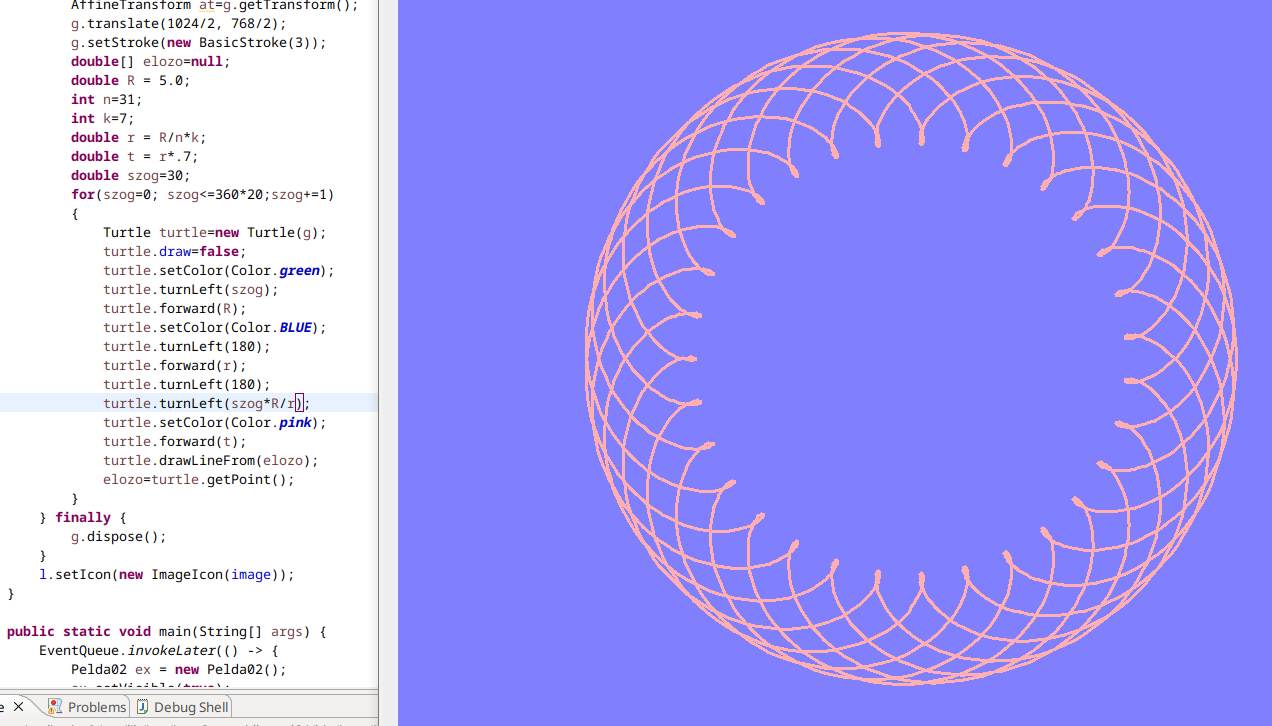 AffineTransform at=g.getTransform();
g.translate(1024/2, 768/2);
g.setStroke(new BasicStroke(3));
double[] elozo=null;
double R = 5.0;
int n=31;
int k=7;
double r = R/n*k;
double t = r*.7;
double szog=30;
for(szog=0; szog<=360*20;szog+=1)
{
Turtle turtle=new Turtle(g);
turtle.draw=false;
turtle.setColor(Color.green);
turtle.turnLeft(szog);
turtle.forward(R);
turtle.setColor(Color.BLUE);
turtle.turnLeft(180);
turtle.forward(r);
turtle.turnLeft(180);
turtle.turnLeft(szog*R/r);
turtle.setColor(Color.pink);
turtle.forward(t);
turtle.drawLineFrom(elozo);
elozo=turtle.getPoint();
}
} finally {
g.dispose();
}
l.setIcon(new ImageIcon(image));
}
public static void main(String[] args) {
EventQueue.invokeLater(() -> {
Pelda02 ex = new Pelda02();
Problems Debug Shell